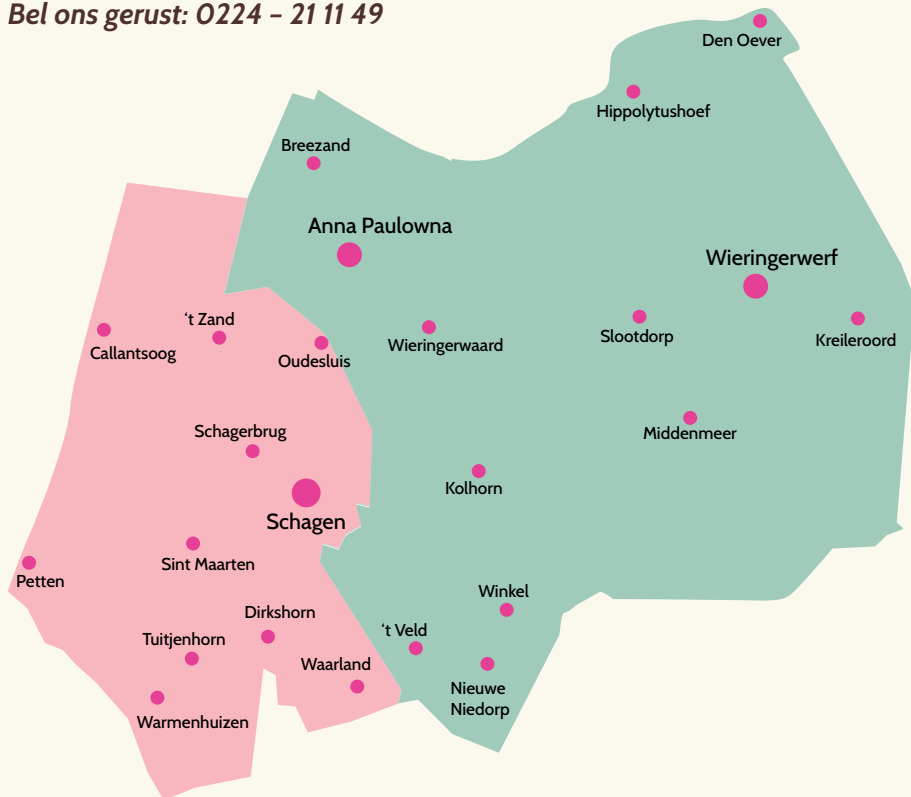 Bel ons gerust: 0224 – 21 11 49
Den Oever
Hippolytushoef
Breezand
Anna Paulowna
Wieringerwerf
‘t Zand
Callantsoog
Oudesluis
Wieringerwaard
Slootdorp
Kreileroord
Schagerbrug
Middenmeer
Kolhorn
Schagen
Sint Maarten
Petten
Winkel
Dirkshorn
‘t Veld
Tuitjenhorn
Waarland
Nieuwe
Niedorp
Warmenhuizen